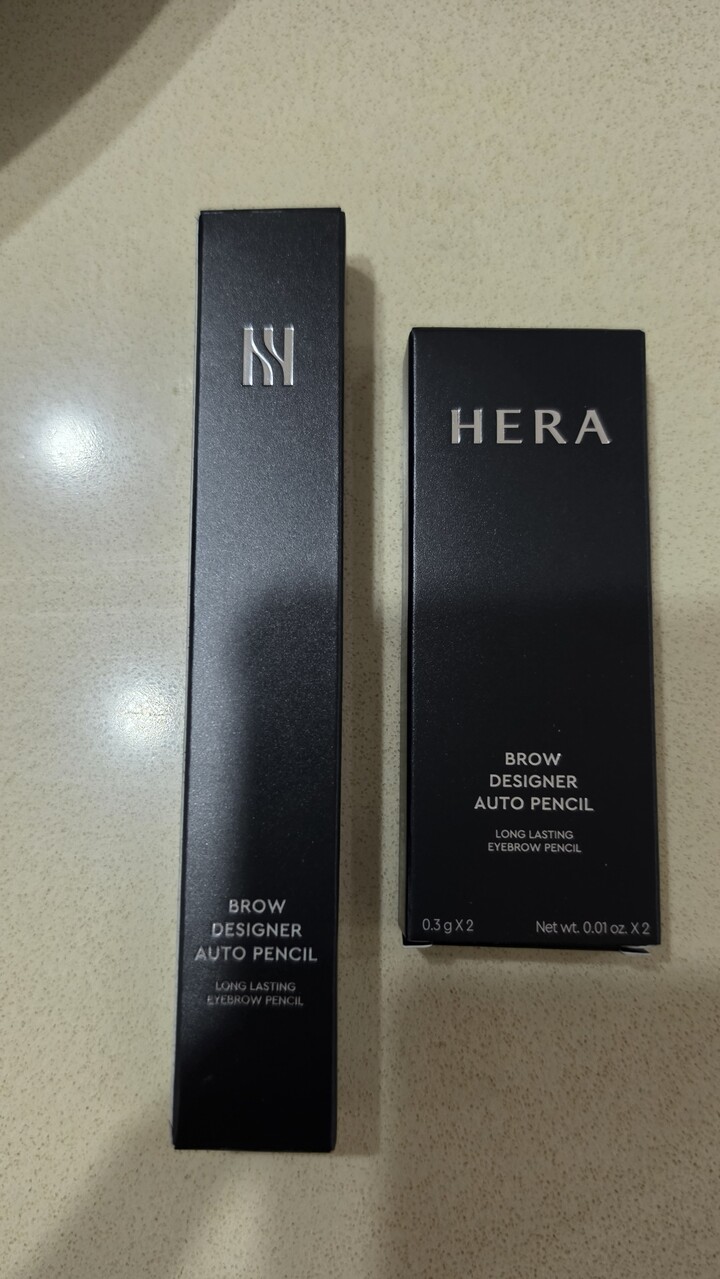 BROW
DESIGNER
AUTO PENCIL
LONG LASTING
EYEBROW PENCIL
HERA
BROW
DESIGNER
AUTO PENCIL
LONG LASTING
EYEBROW PENCIL
0.3 g X 2 Net wt. 0.01 oz. X 2